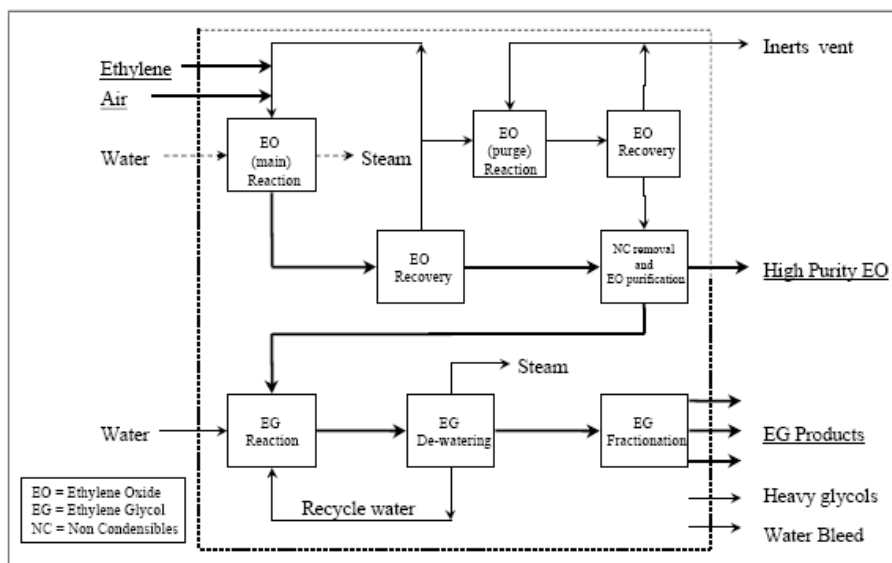 Ethylene
Air
Water
EO
(main)
Reaction
Steam
EO
(purge)
Reaction
EO
Recovery
Inerts vent
EO
Recovery
NC removal
and
EO purification
High Purity EO
Steam
Water
EG
Reaction
EG
De-watering
EG
Fractionation
EG Products
Recycle water
Heavy glycols
Water Bleed
EO = Ethylene Oxide
EG = Ethylene Glycol
NC = Non Condensibles